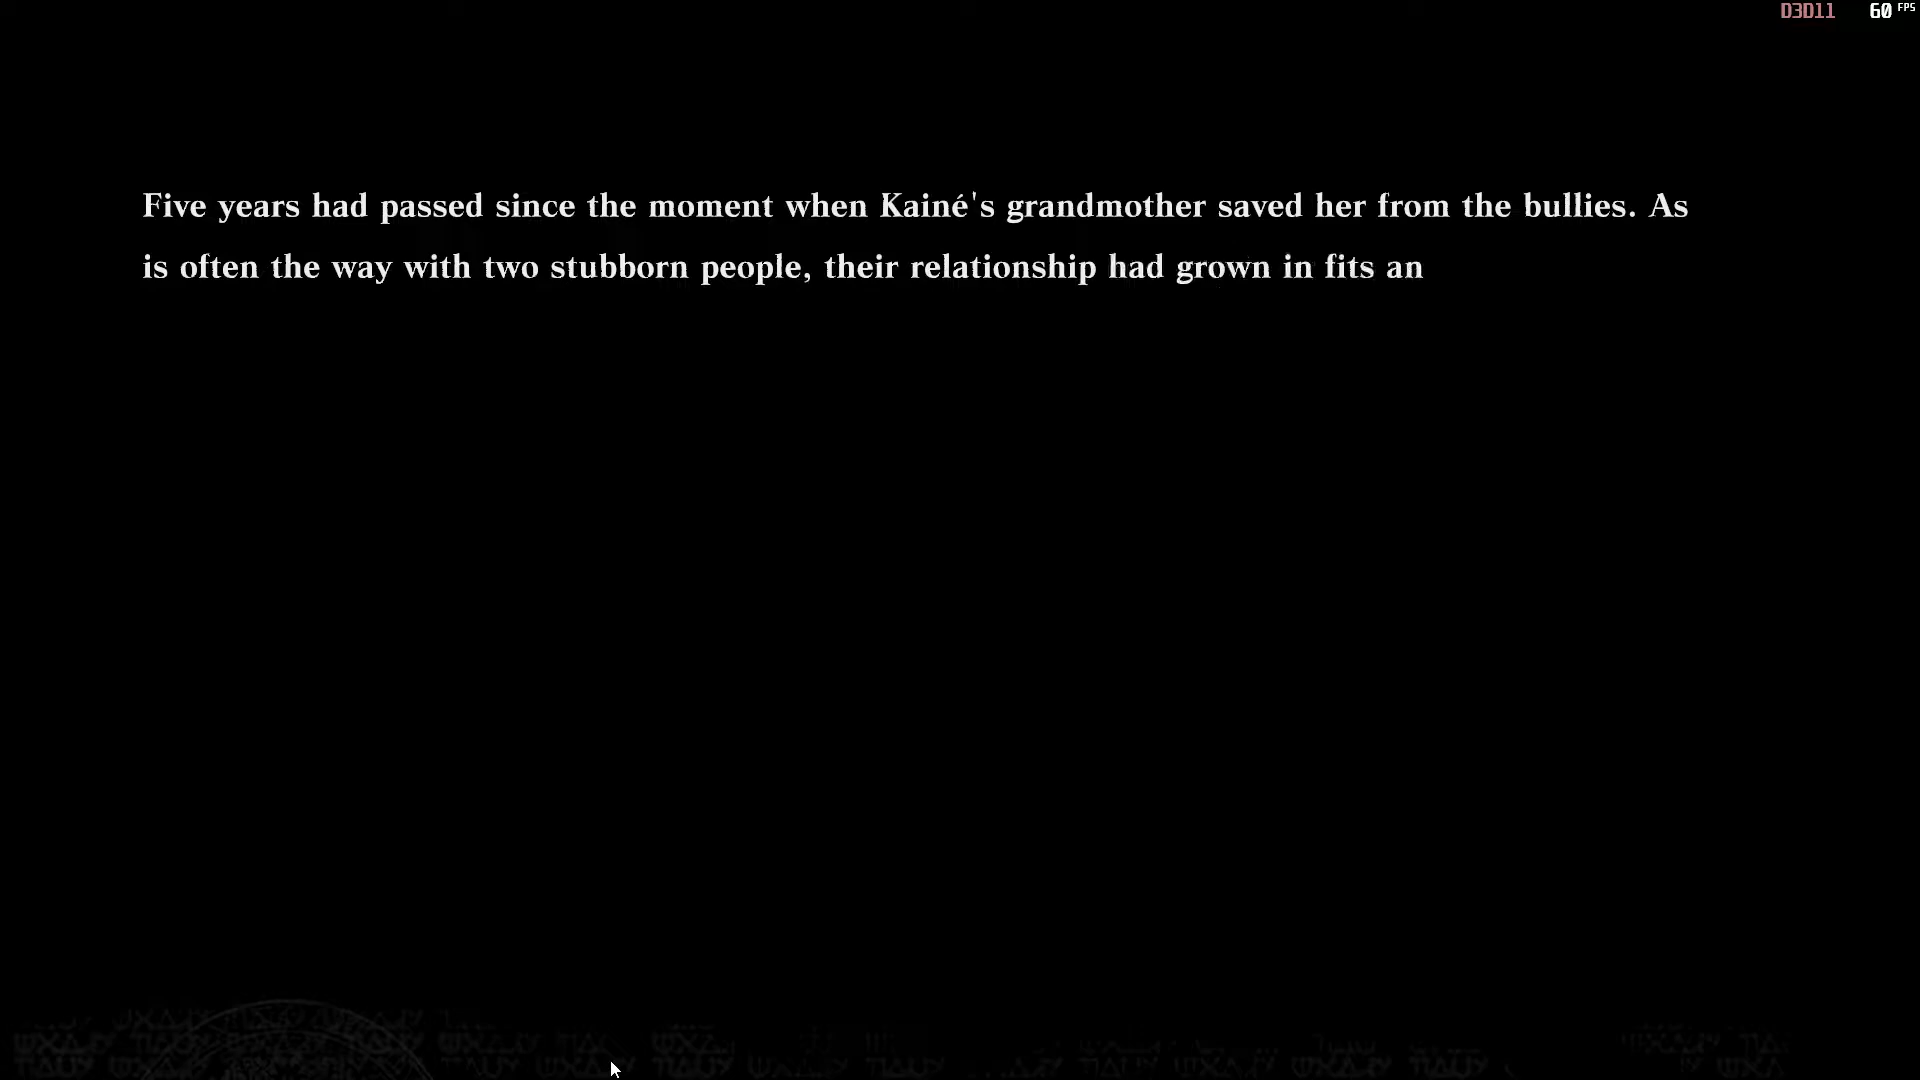 D3D11 60 FPS
Five years had passed since the moment when Kainé's grandmother saved her from the bullies. As
is often the way with two stubborn people, their relationship had grown in fits an